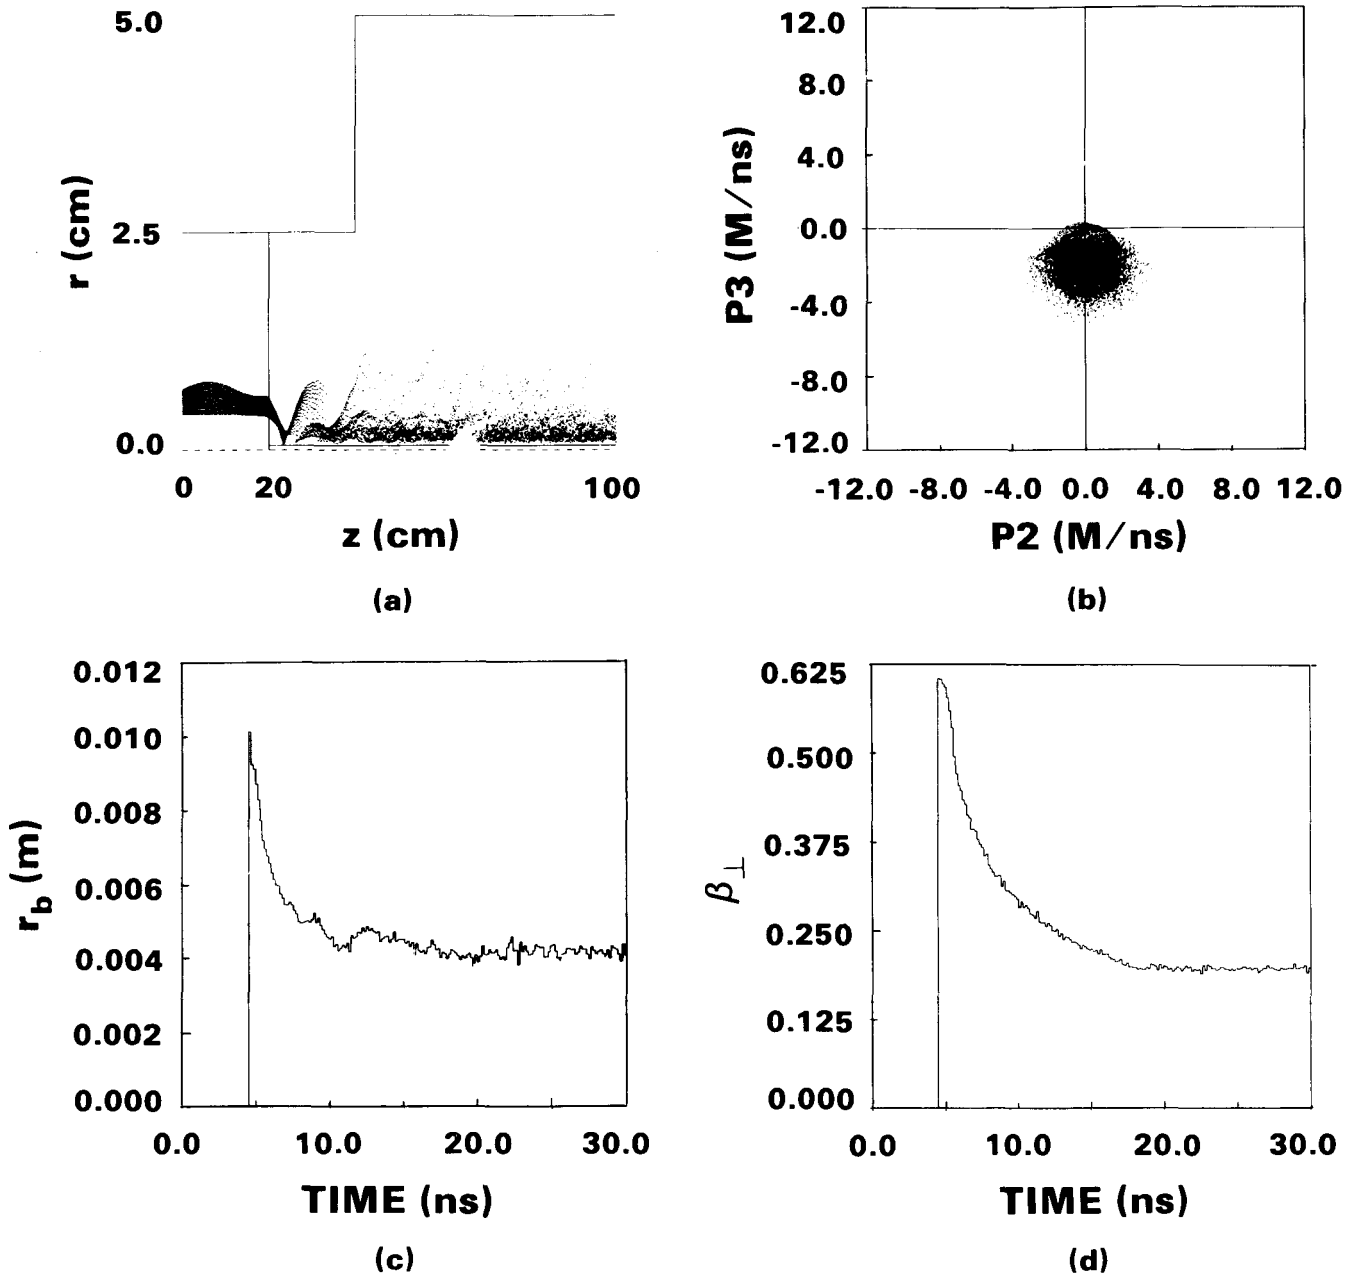 5.0
2.5
0.0
r (cm)
0 20 100
z (cm)
(a)
12.0
8.0
4.0
0.0
-4.0
-8.0
-12.0
P3 (M/ns)
-12.0 -8.0 -4.0 0.0 4.0 8.0 12.0
P2 (M/ns)
(b)
0.012
0.010
0.008
0.006
0.004
0.002
0.000
r_b (m)
0.0 10.0 20.0 30.0
TIME (ns)
(c)
0.625
0.500
0.375
0.250
0.125
0.000
β⊥
0.0 10.0 20.0 30.0
TIME (ns)
(d)